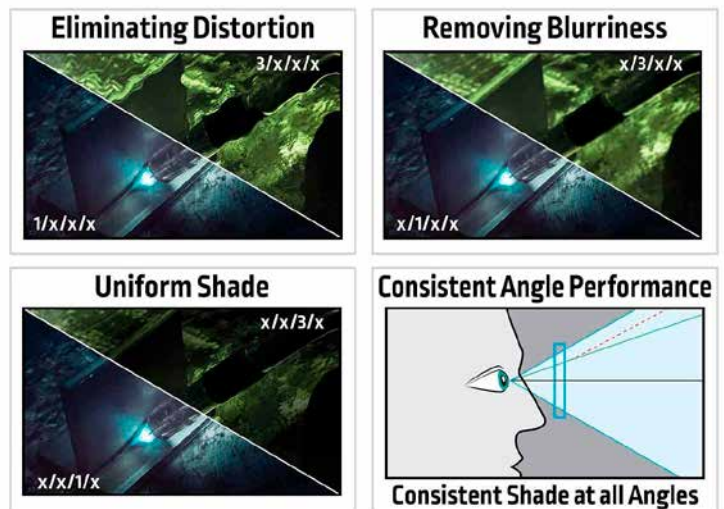 Eliminating Distortion
3/x/x/x
1/x/x/x
Removing Blurriness
x/3/x/x
x/1/x/x
Uniform Shade
x/x/3/x
x/x/1/x
Consistent Angle Performance
Consistent Shade at all Angles